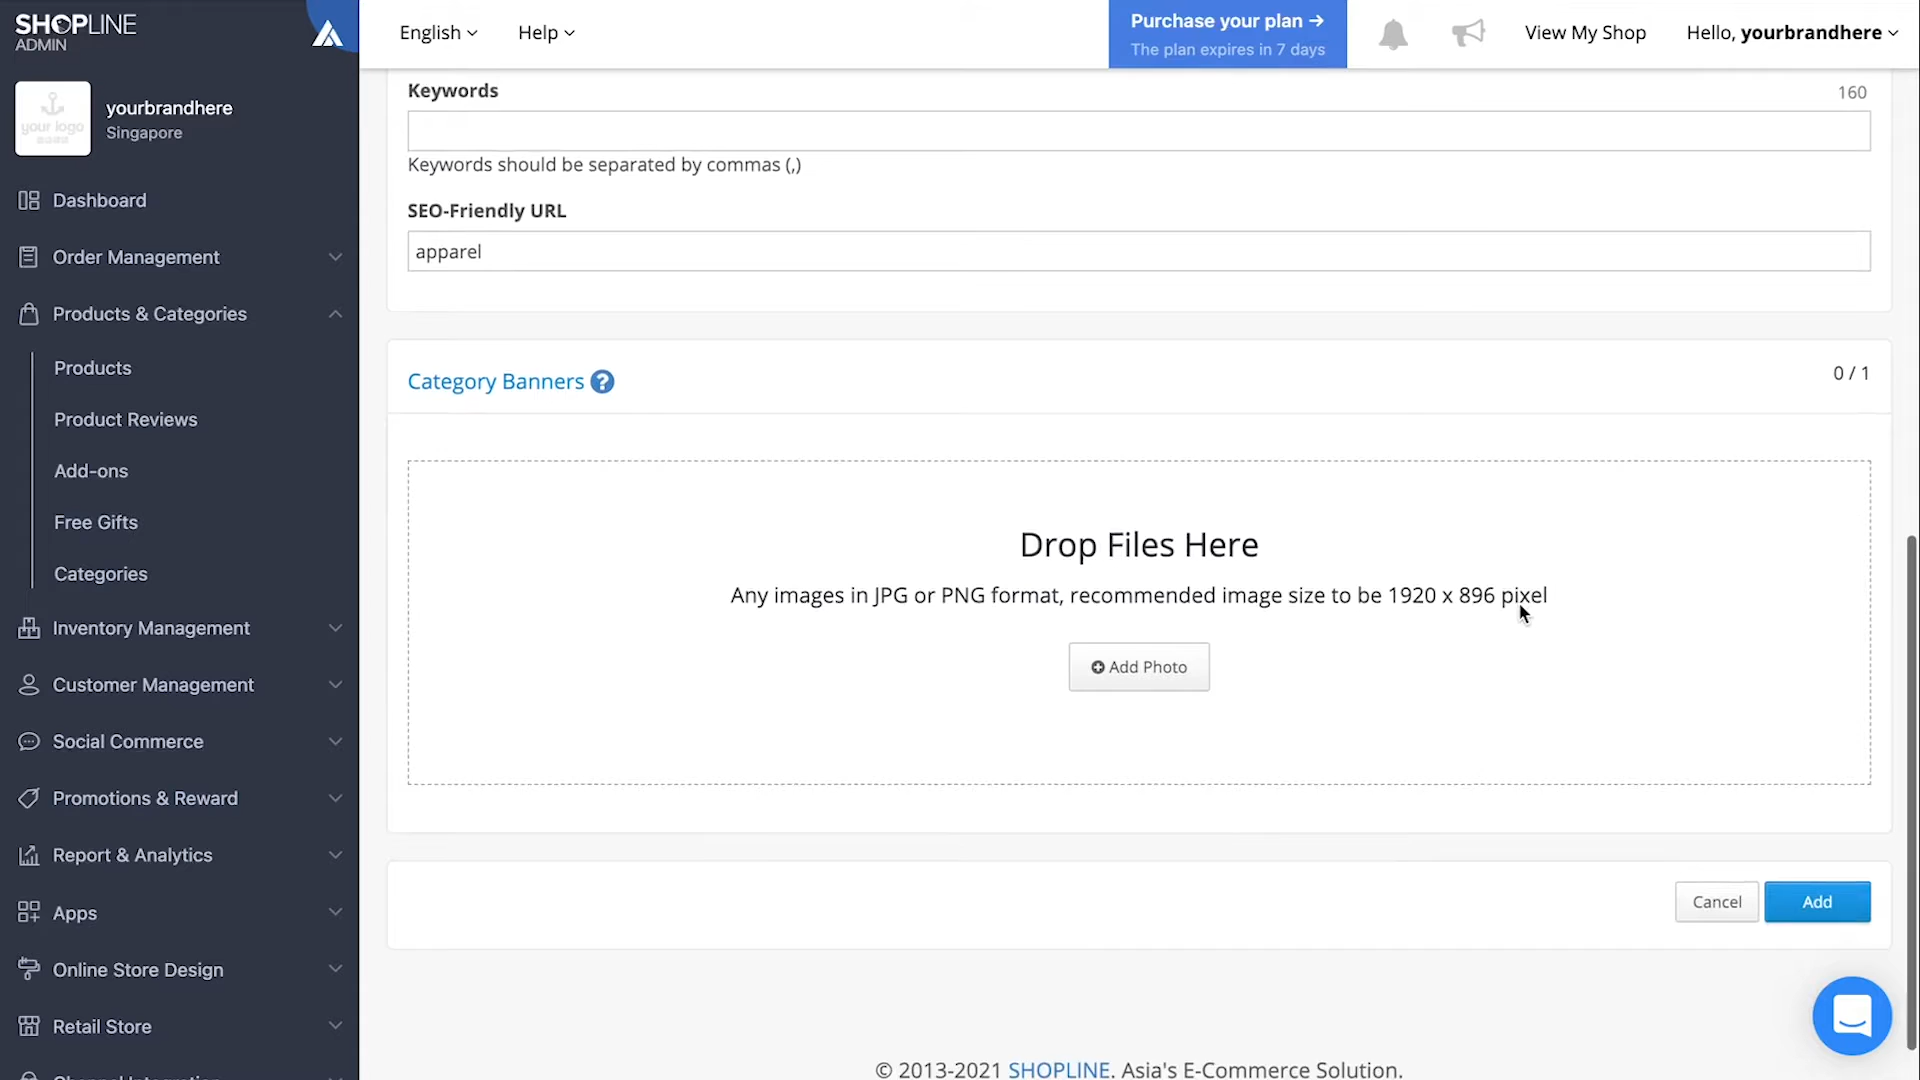 SHOPLINE
ADMIN
English
Help
Purchase your plan →
The plan expires in 7 days
View My Shop
Hello, yourbrandhere
your logo
yourbrandhere
Singapore
Dashboard
Order Management
Products & Categories
Products
Product Reviews
Add-ons
Free Gifts
Categories
Inventory Management
Customer Management
Social Commerce
Promotions & Reward
Report & Analytics
Apps
Online Store Design
Retail Store
Keywords
160
Keywords should be separated by commas (,)
SEO-Friendly URL
apparel
Category Banners ?
0 / 1
Drop Files Here
Any images in JPG or PNG format, recommended image size to be 1920 x 896 pixel
Add Photo
Cancel
Add
© 2013-2021 SHOPLINE. Asia's E-Commerce Solution.